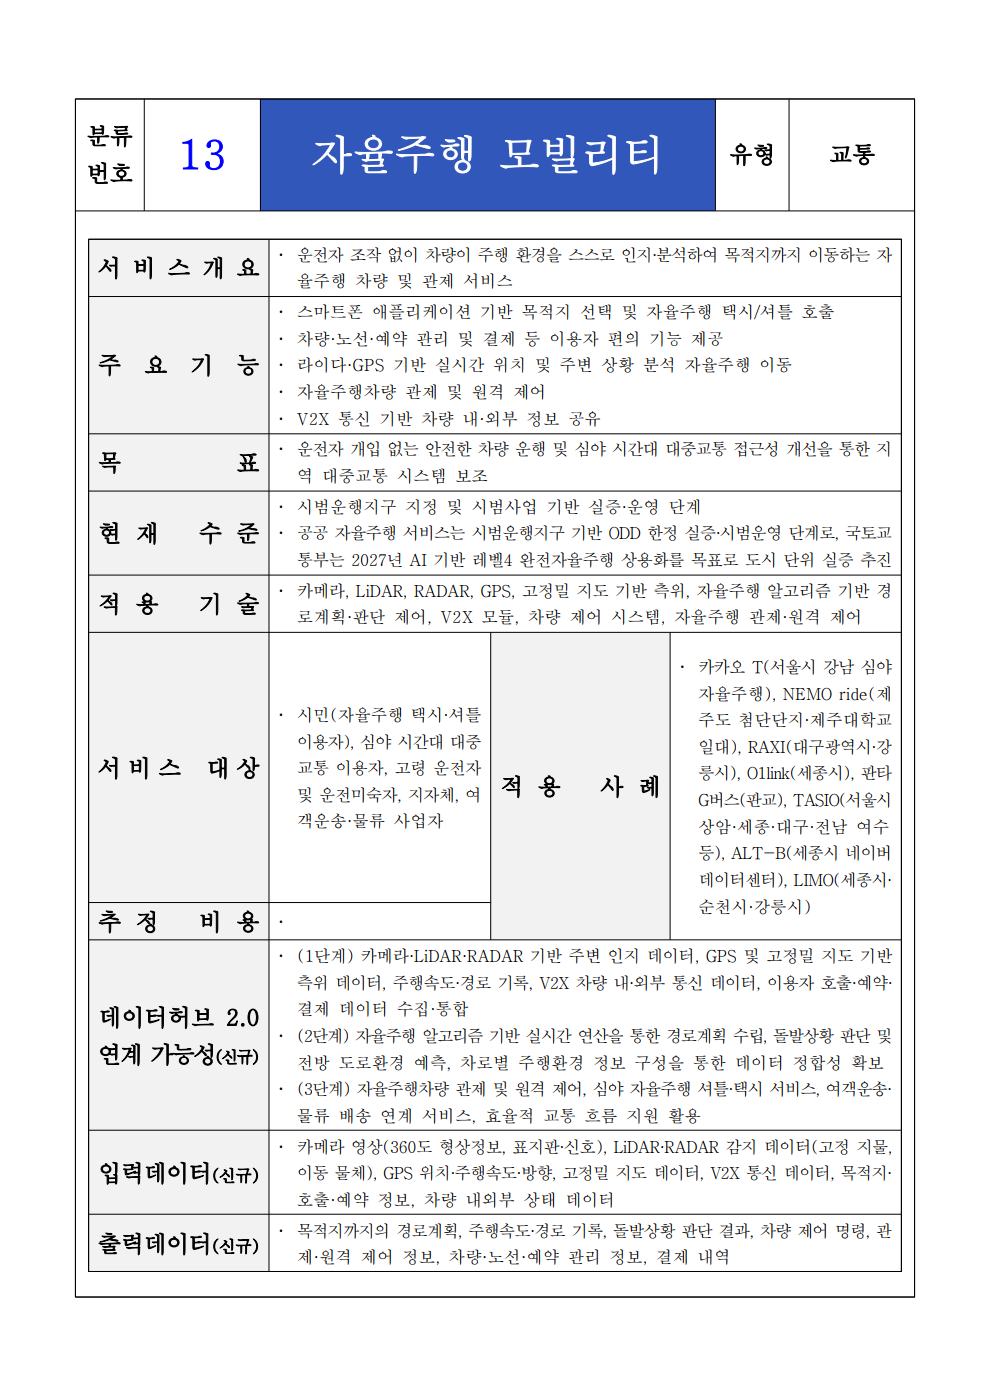 분류
번호
13
자율주행 모빌리티
유형
교통
서비스개요
· 운전자 조작 없이 차량이 주행 환경을 스스로 인지·분석하여 목적지까지 이동하는 자
율주행 차량 및 관제 서비스
주요기능
· 스마트폰 애플리케이션 기반 목적지 선택 및 자율주행 택시/셔틀 호출
· 차량·노선·예약 관리 및 결제 등 이용자 편의 기능 제공
· 라이다·GPS 기반 실시간 위치 및 주변 상황 분석 자율주행 이동
· 자율주행차량 관제 및 원격 제어
· V2X 통신 기반 차량 내·외부 정보 공유
목표
· 운전자 개입 없는 안전한 차량 운행 및 심야 시간대 대중교통 접근성 개선을 통한 지
역 대중교통 시스템 보조
현재 수준
· 시범운행지구 지정 및 시범사업 기반 실증·운영 단계
· 공공 자율주행 서비스는 시범운행지구 기반 ODD 한정 실증·시범운영 단계로, 국토교
통부는 2027년 AI 기반 레벨4 완전자율주행 상용화를 목표로 도시 단위 실증 추진
적용 기술
· 카메라, LiDAR, RADAR, GPS, 고정밀 지도 기반 측위, 자율주행 알고리즘 기반 경
로계획·판단 제어, V2X 모듈, 차량 제어 시스템, 자율주행 관제·원격 제어
서비스 대상
· 시민(자율주행 택시·셔틀
이용자), 심야 시간대 대중
교통 이용자, 고령 운전자
및 운전미숙자, 지자체, 여
객운송·물류 사업자
적용 사례
· 카카오 T(서울시 강남 심야
자율주행), NEMO ride(제
주도 첨단단지·제주대학교
일대), RAXI(대구광역시·강
릉시), O1link(세종시), 판타
G버스(판교), TASIO(서울시
상암·세종·대구·전남 여수
등), ALT-B(세종시 네이버
데이터센터), LIMO(세종시·
순천시·강릉시)
추정 비용
·
데이터허브 2.0
연계 가능성(신규)
· (1단계) 카메라·LiDAR·RADAR 기반 주변 인지 데이터, GPS 및 고정밀 지도 기반
측위 데이터, 주행속도·경로 기록, V2X 차량 내·외부 통신 데이터, 이용자 호출·예약·
결제 데이터 수집·통합
· (2단계) 자율주행 알고리즘 기반 실시간 연산을 통한 경로계획 수립, 돌발상황 판단 및
전방 도로환경 예측, 차로별 주행환경 정보 구성을 통한 데이터 정합성 확보
· (3단계) 자율주행차량 관제 및 원격 제어, 심야 자율주행 셔틀·택시 서비스, 여객운송·
물류 배송 연계 서비스, 효율적 교통 흐름 지원 활용
입력데이터(신규)
· 카메라 영상(360도 형상정보, 표지판·신호), LiDAR·RADAR 감지 데이터(고정 지물,
이동 물체), GPS 위치·주행속도·방향, 고정밀 지도 데이터, V2X 통신 데이터, 목적지·
호출·예약 정보, 차량 내외부 상태 데이터
출력데이터(신규)
· 목적지까지의 경로계획, 주행속도·경로 기록, 돌발상황 판단 결과, 차량 제어 명령, 관
제·원격 제어 정보, 차량·노선·예약 관리 정보, 결제 내역